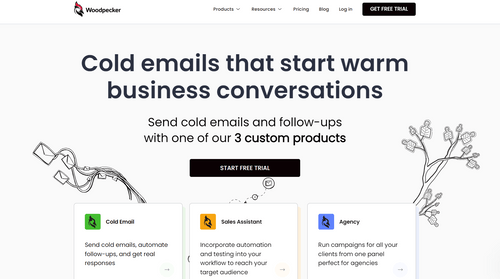 Woodpecker
Products Resources Pricing Blog Log in GET FREE TRIAL
Cold emails that start warm
business conversations
Send cold emails and follow-ups
with one of our 3 custom products
START FREE TRIAL
Cold Email
Send cold emails, automate
follow-ups, and get real
responses
Sales Assistant
Incorporate automation
and testing into your
workflow to reach your
target audience
Agency
Run campaigns for all your
clients from one panel
perfect for agencies